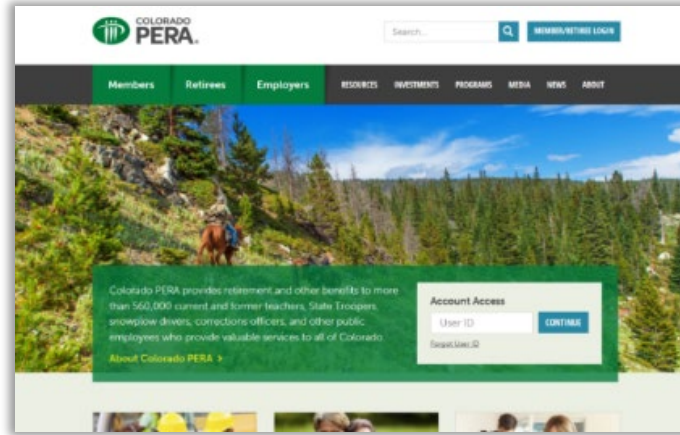 COLORADO
PERA
Search...
MEMBER/RETIREE LOGIN
Members Retirees Employers RESOURCES INVESTMENTS PROGRAMS MEDIA NEWS ABOUT
Colorado PERA provides retirement and other benefits to more
than 560,000 current and former teachers, State Troopers,
snowplow drivers, corrections officers, and other public
employees who provide valuable services to all of Colorado.
About Colorado PERA >
Account Access
User ID CONTINUE
Forgot User ID